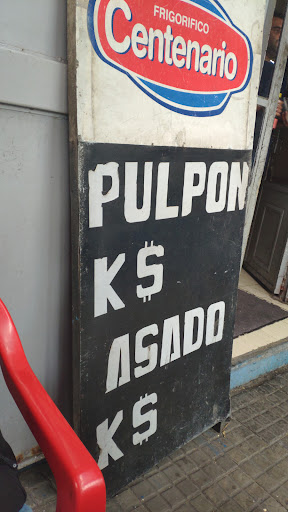 FRIGORIFICO
Centenario
PULPON
K$
ASADO
K$